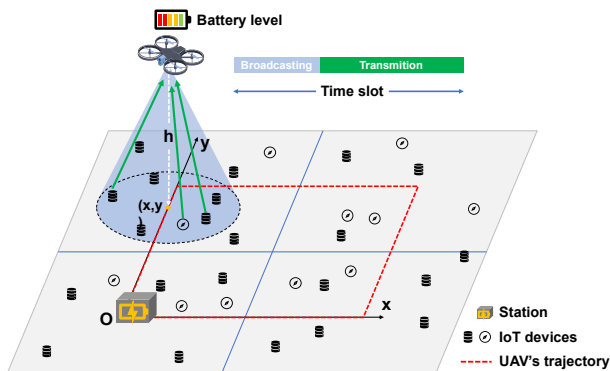 Battery level
Broadcasting
Transmition
Time slot
h
y
(x,y
)
O
x
Station
IoT devices
UAV's trajectory